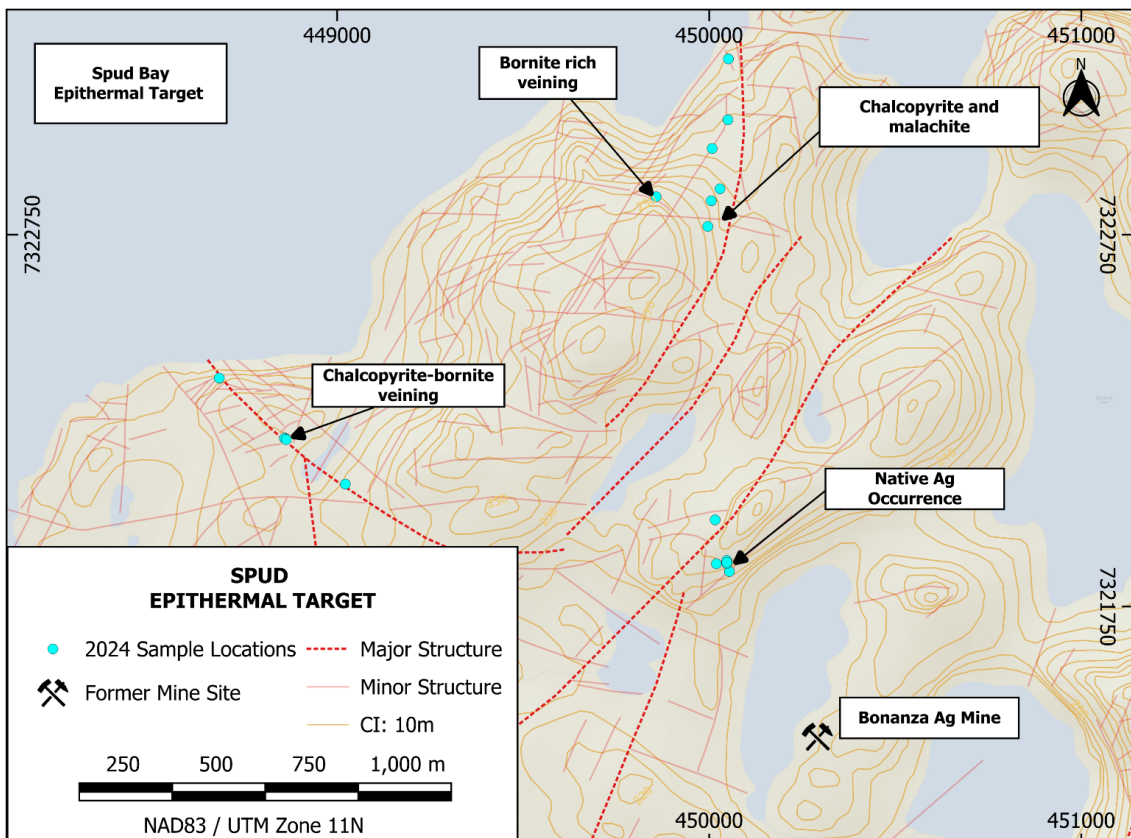 449000
450000
451000
Spud Bay
Epithermal Target
Bornite rich
veining
Chalcopyrite and
malachite
N
7322750
7322750
Chalcopyrite-bornite
veining
Native Ag
Occurrence
7321750
SPUD
EPITHERMAL TARGET
2024 Sample Locations
Major Structure
Former Mine Site
Minor Structure
CI: 10m
250
500
750
1,000 m
NAD83 / UTM Zone 11N
Bonanza Ag Mine
450000
451000